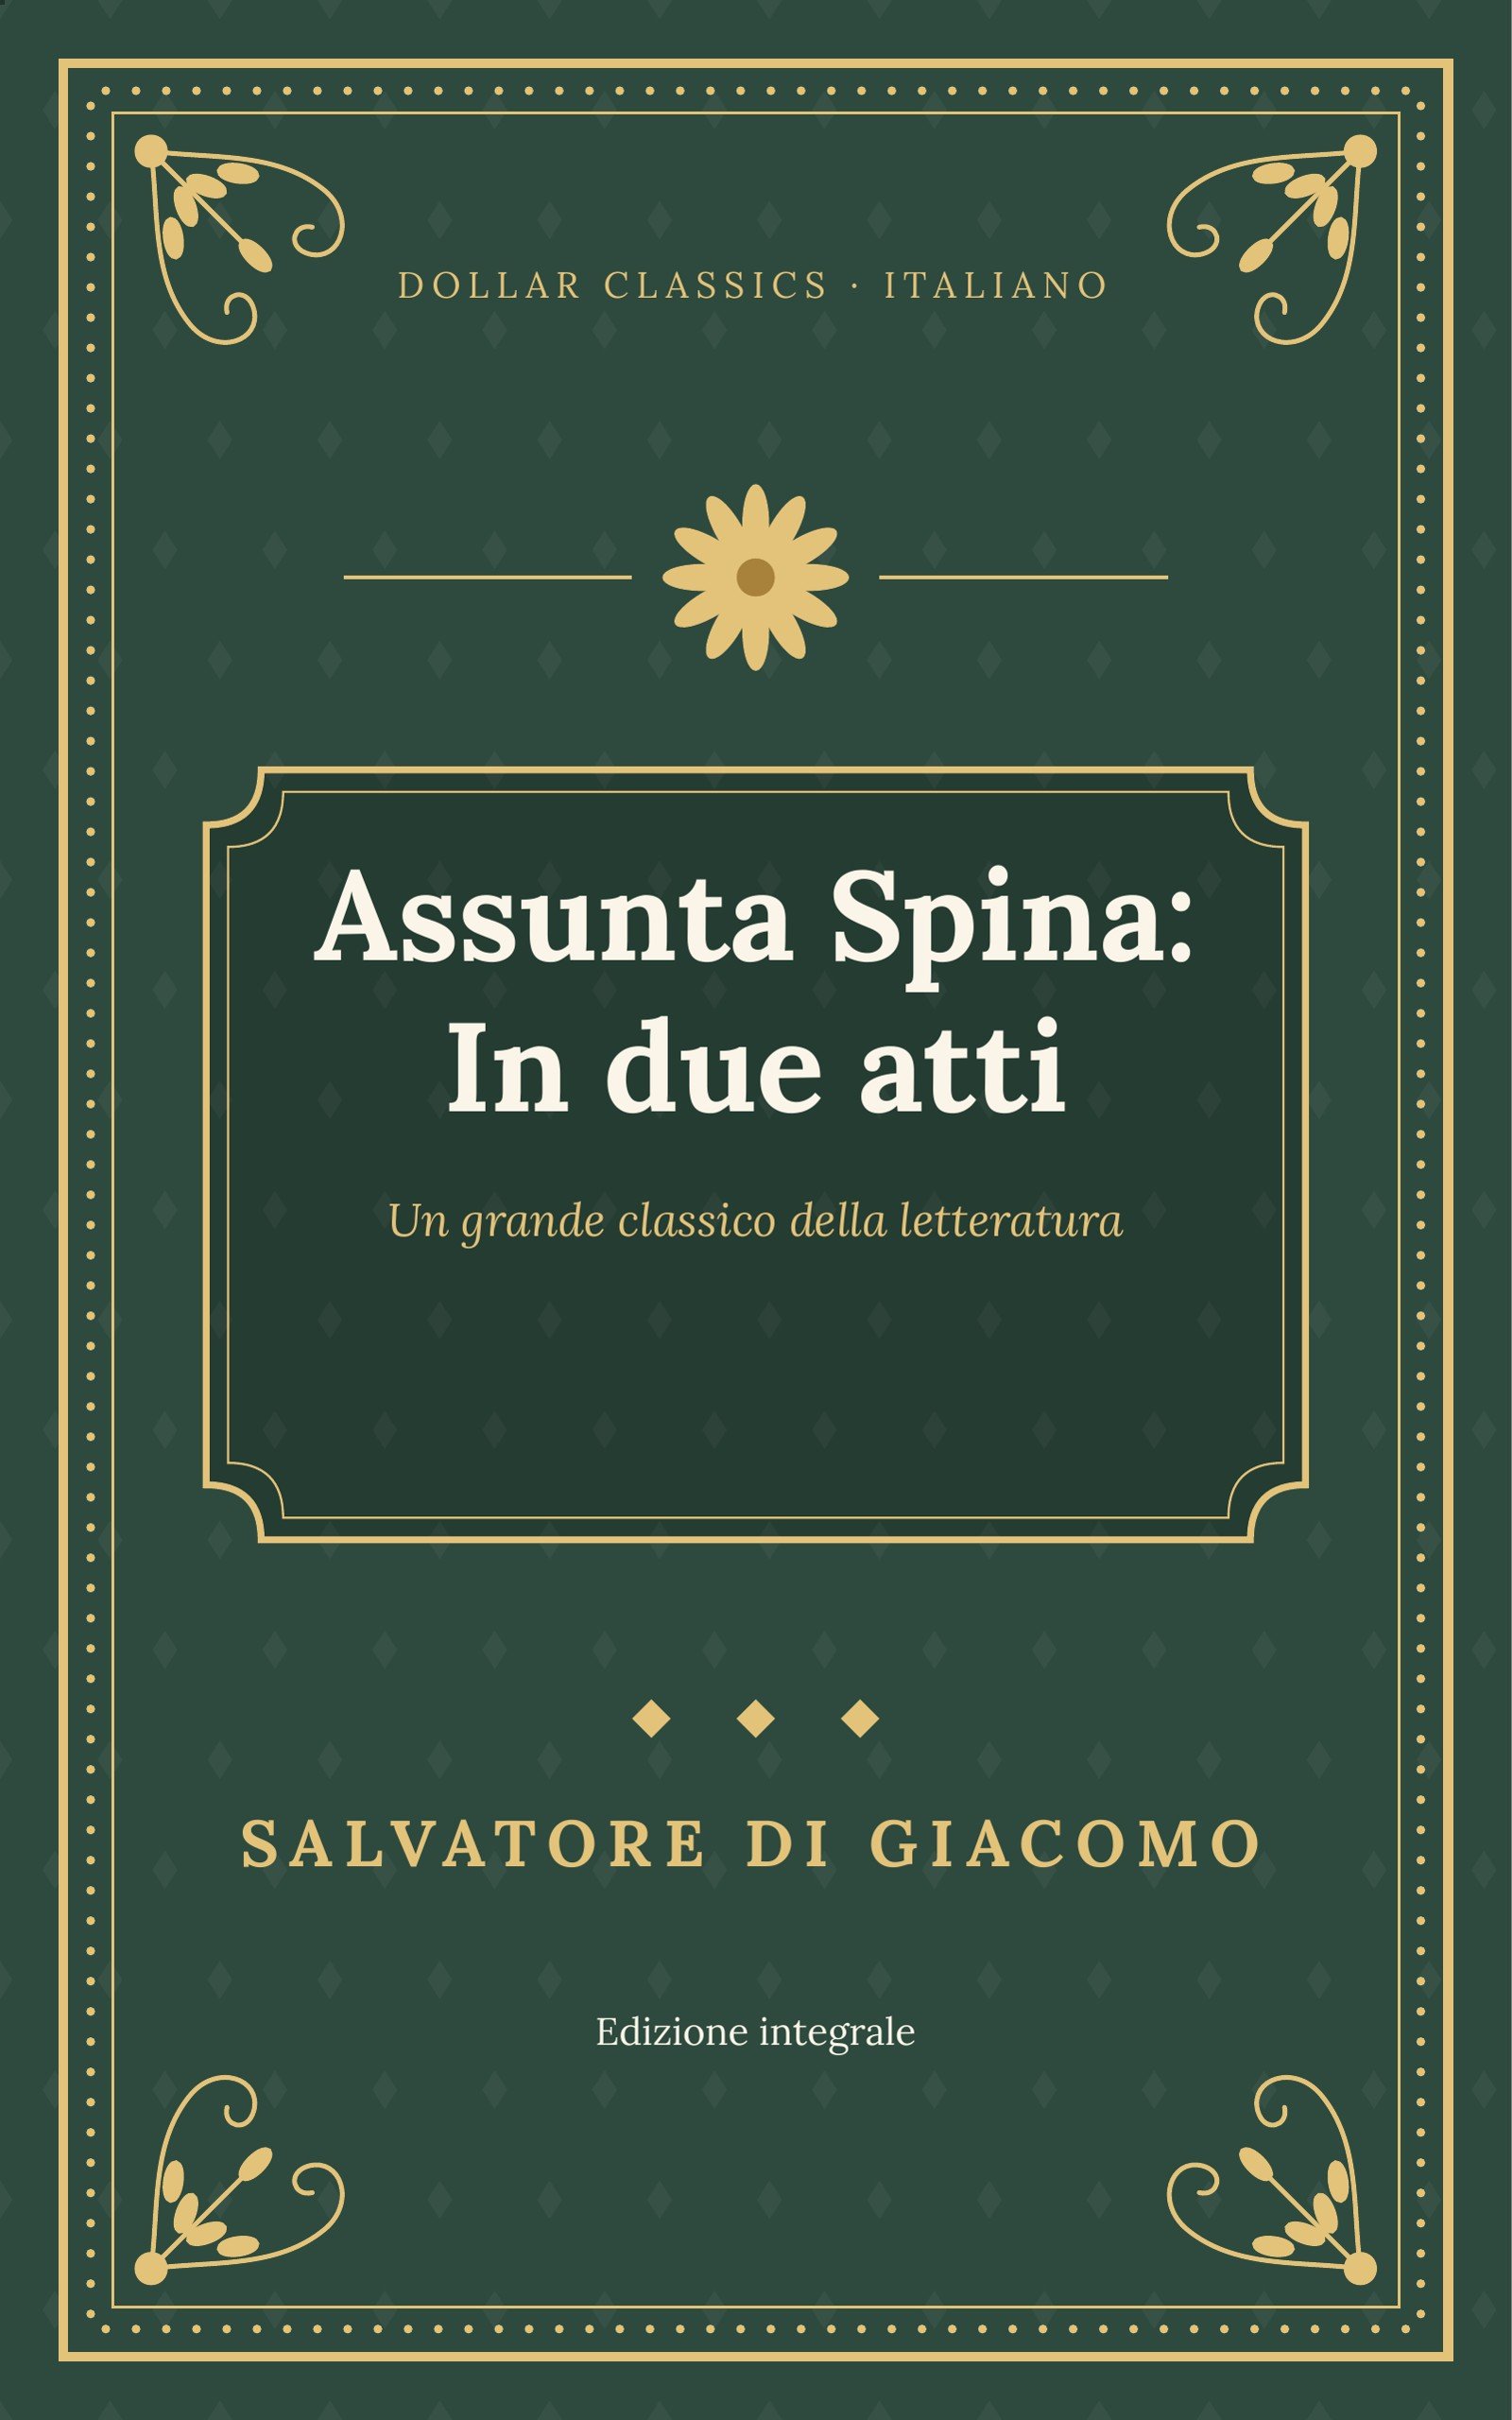 DOLLAR CLASSICS · ITALIANO
Assunta Spina:
In due atti
Un grande classico della letteratura
SALVATORE DI GIACOMO
Edizione integrale